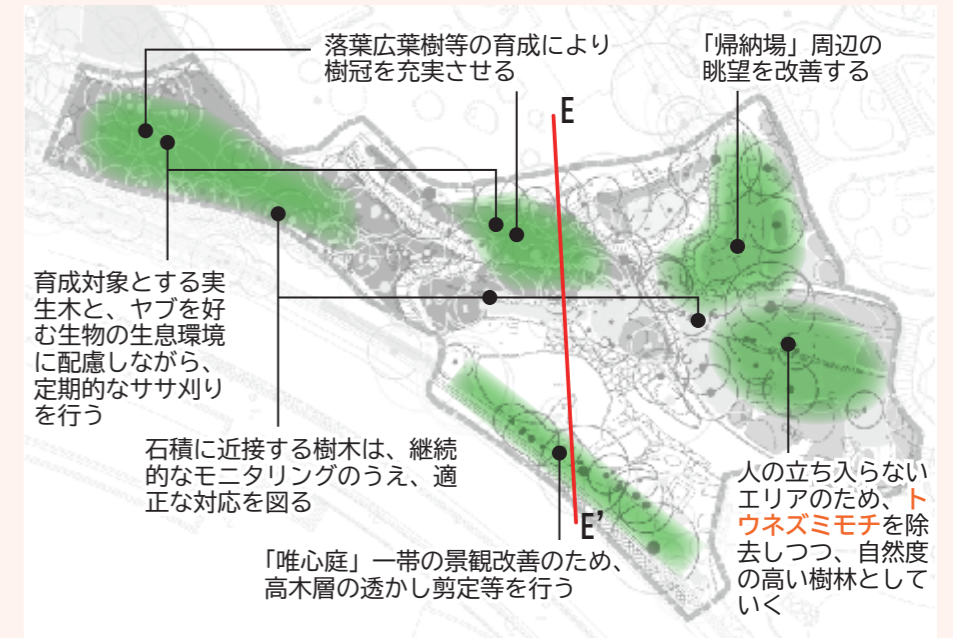 落葉広葉樹等の育成により
樹冠を充実させる
「帰納場」周辺の
眺望を改善する
E
育成対象とする実
生木と、ヤブを好
む生物の生息環境
に配慮しながら、
定期的なササ刈り
を行う
石積に近接する樹木は、継続
的なモニタリングのうえ、適
正な対応を図る
E’
「唯心庭」一帯の景観改善のため、
高木層の透かし剪定等を行う
人の立ち入らない
エリアのため、ト
ウネズミモチを除
去しつつ、自然度
の高い樹林として
いく